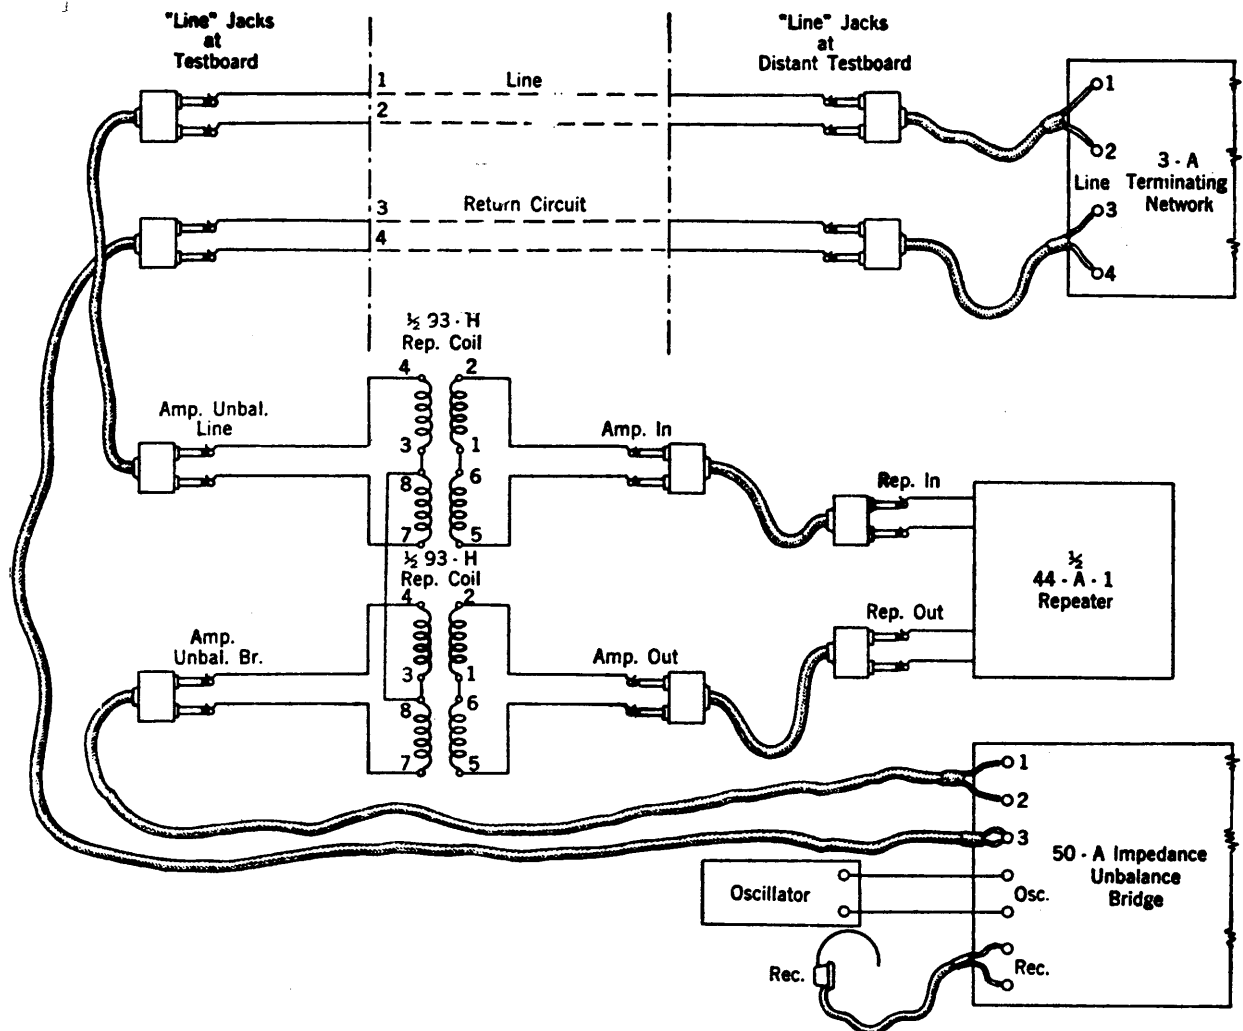 "Line" Jacks
at
Testboard
"Line" Jacks
at
Distant Testboard
1
Line
2
3
Return Circuit
4
1
2
Line
3
4
3 - A
Terminating
Network
½ 93 - H
Rep. Coil
4
2
3
1
8
6
7
5
Amp. Unbal.
Line
Amp. In
Rep. In
½
44 - A - 1
Repeater
½ 93 - H
Rep. Coil
4
2
3
1
8
6
7
5
Amp.
Unbal. Br.
Amp. Out
Rep. Out
1
2
3
50 - A Impedance
Unbalance
Bridge
Oscillator
Osc.
Rec.
Rec.